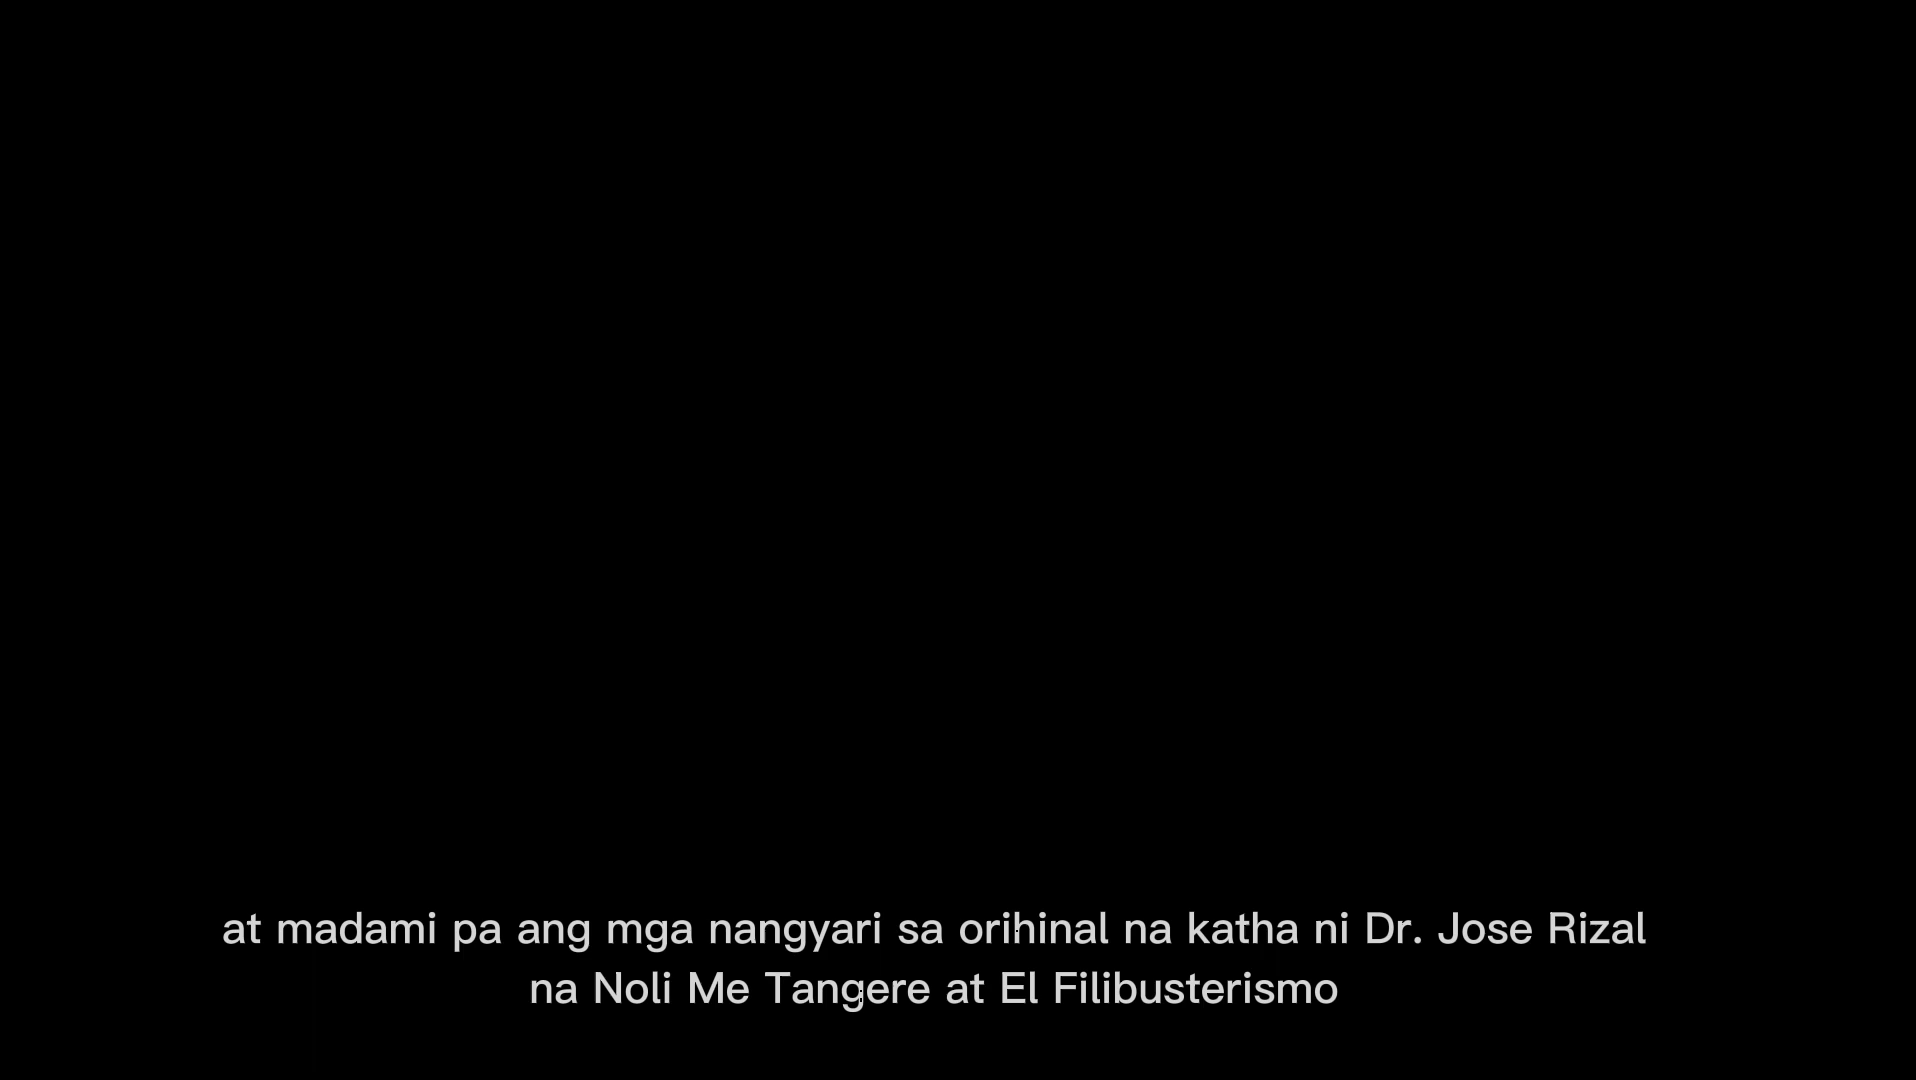 at madami pa ang mga nangyari sa orihinal na katha ni Dr. Jose Rizal
na Noli Me Tangere at El Filibusterismo